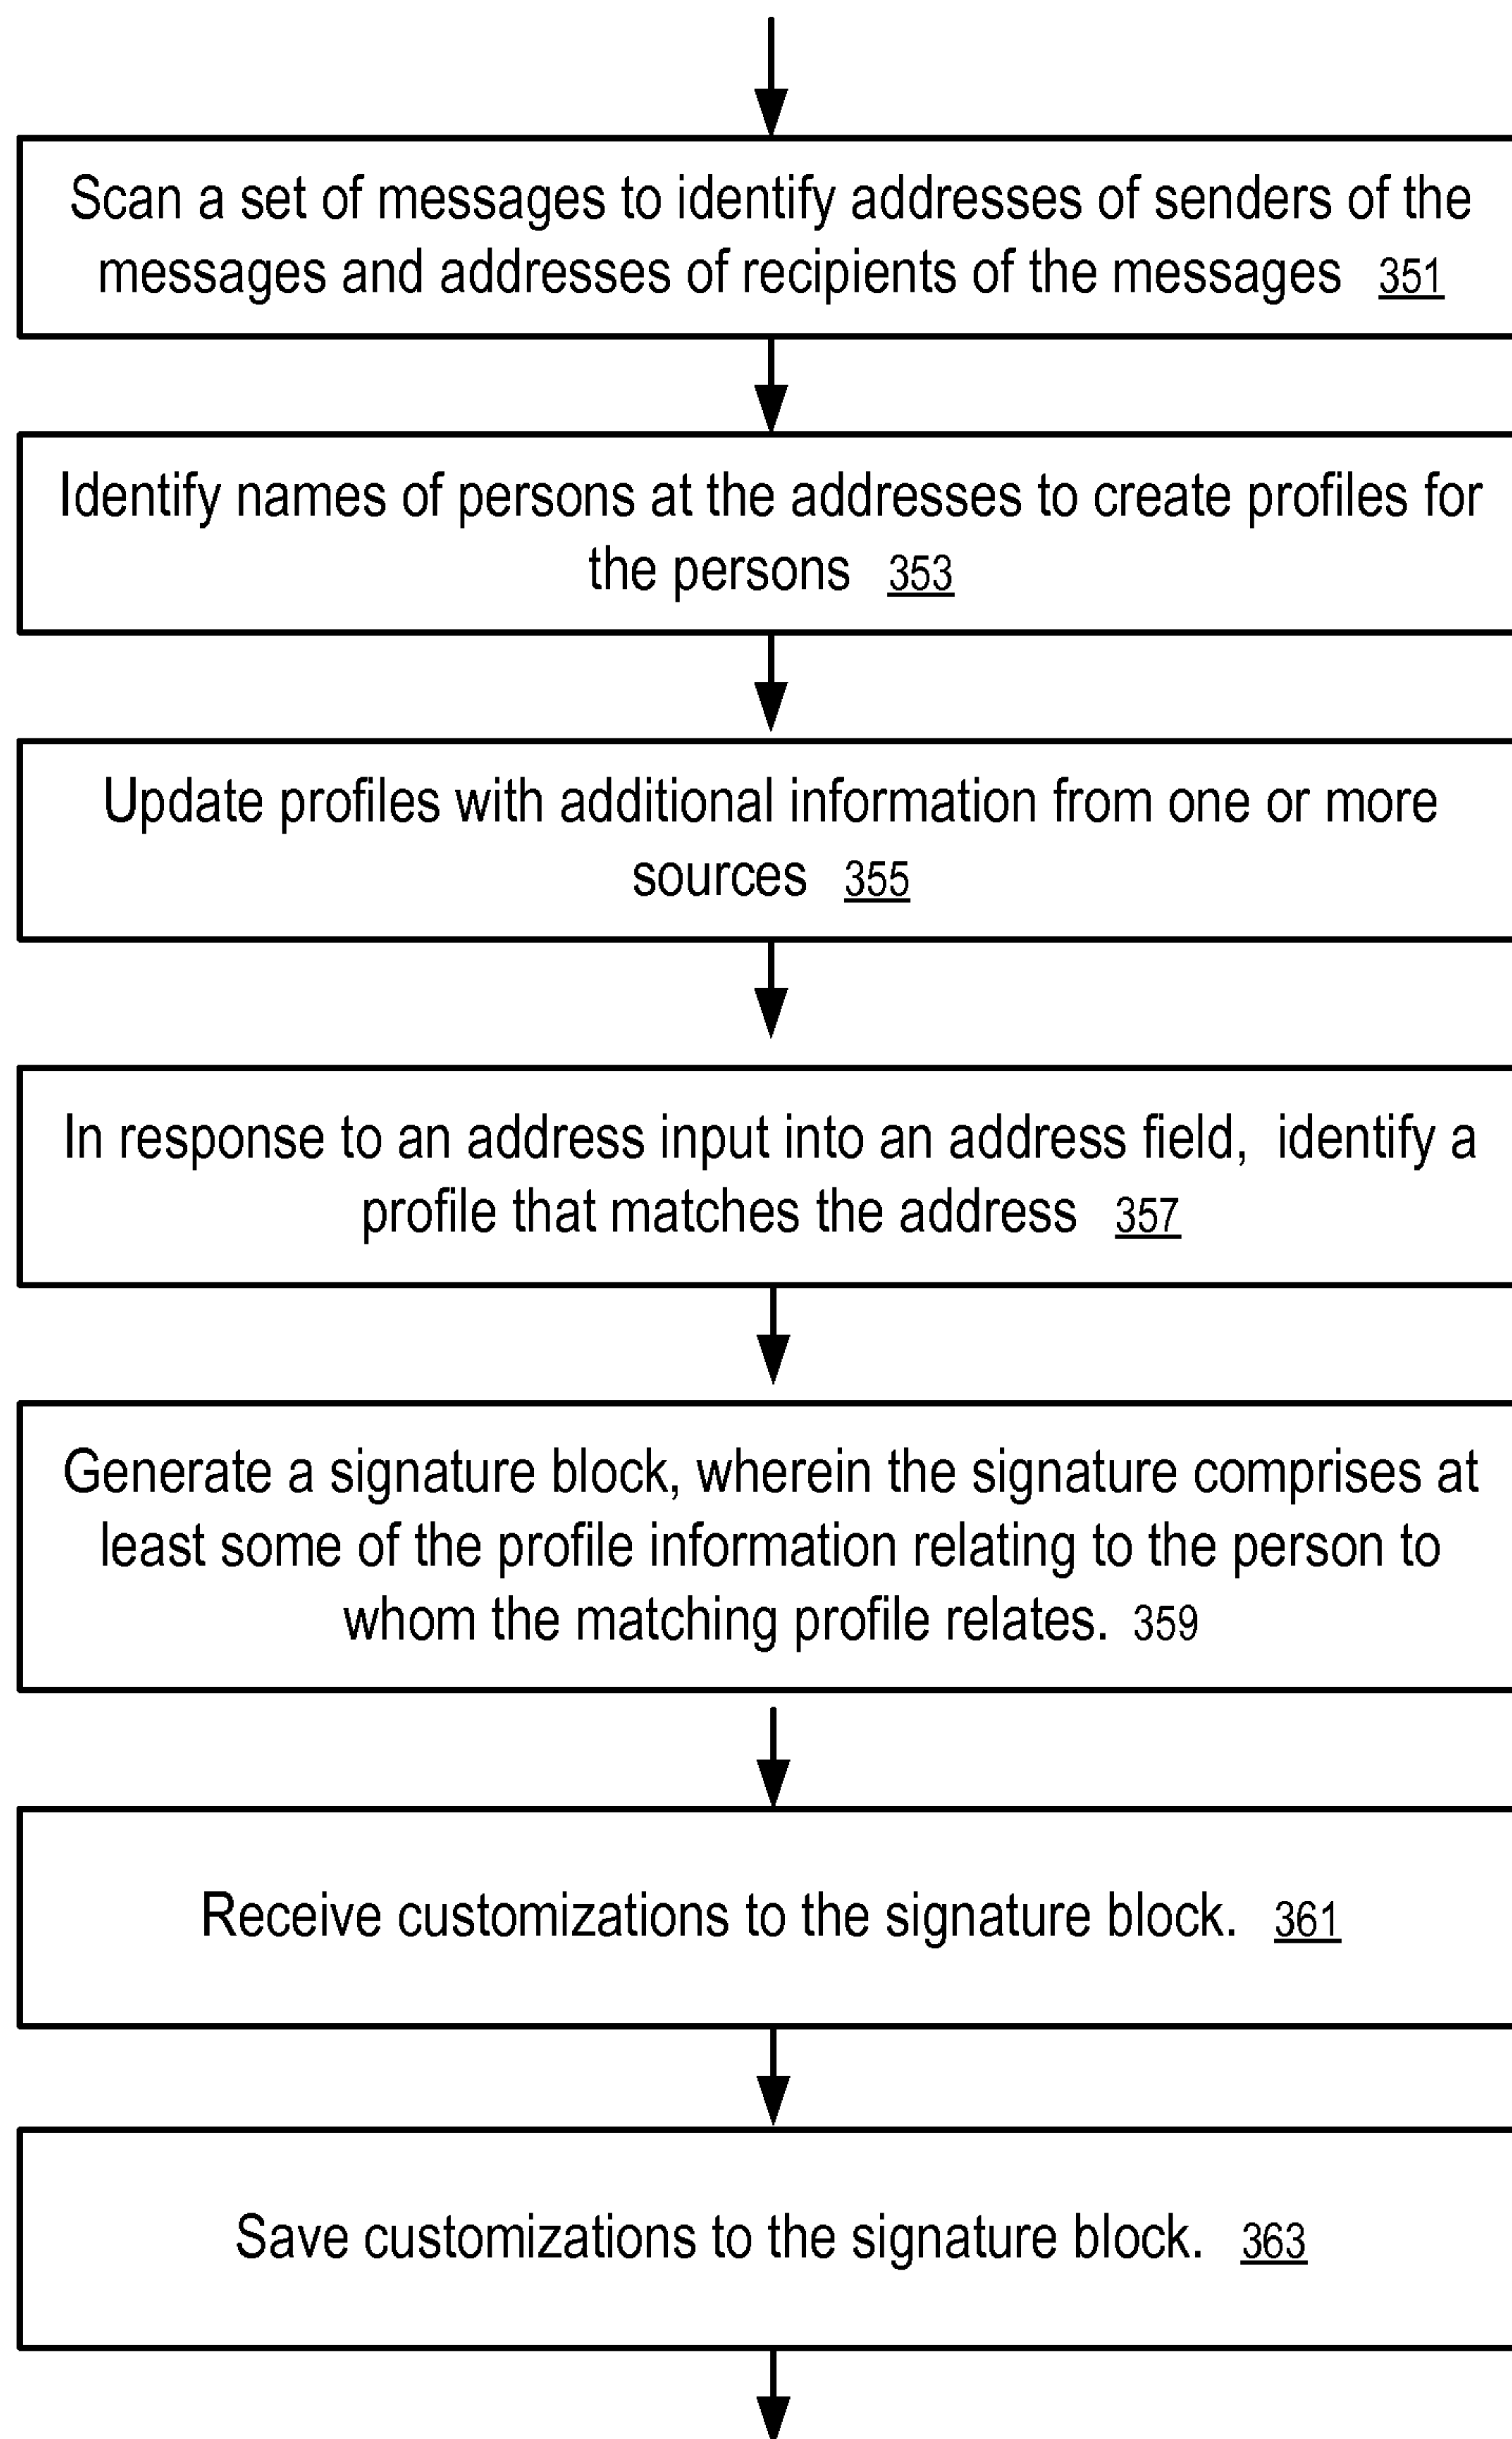 Scan a set of messages to identify addresses of senders of the
messages and addresses of recipients of the messages 351
Identify names of persons at the addresses to create profiles for
the persons 353
Update profiles with additional information from one or more
sources 355
In response to an address input into an address field, identify a
profile that matches the address 357
Generate a signature block, wherein the signature comprises at
least some of the profile information relating to the person to
whom the matching profile relates. 359
Receive customizations to the signature block. 361
Save customizations to the signature block. 363